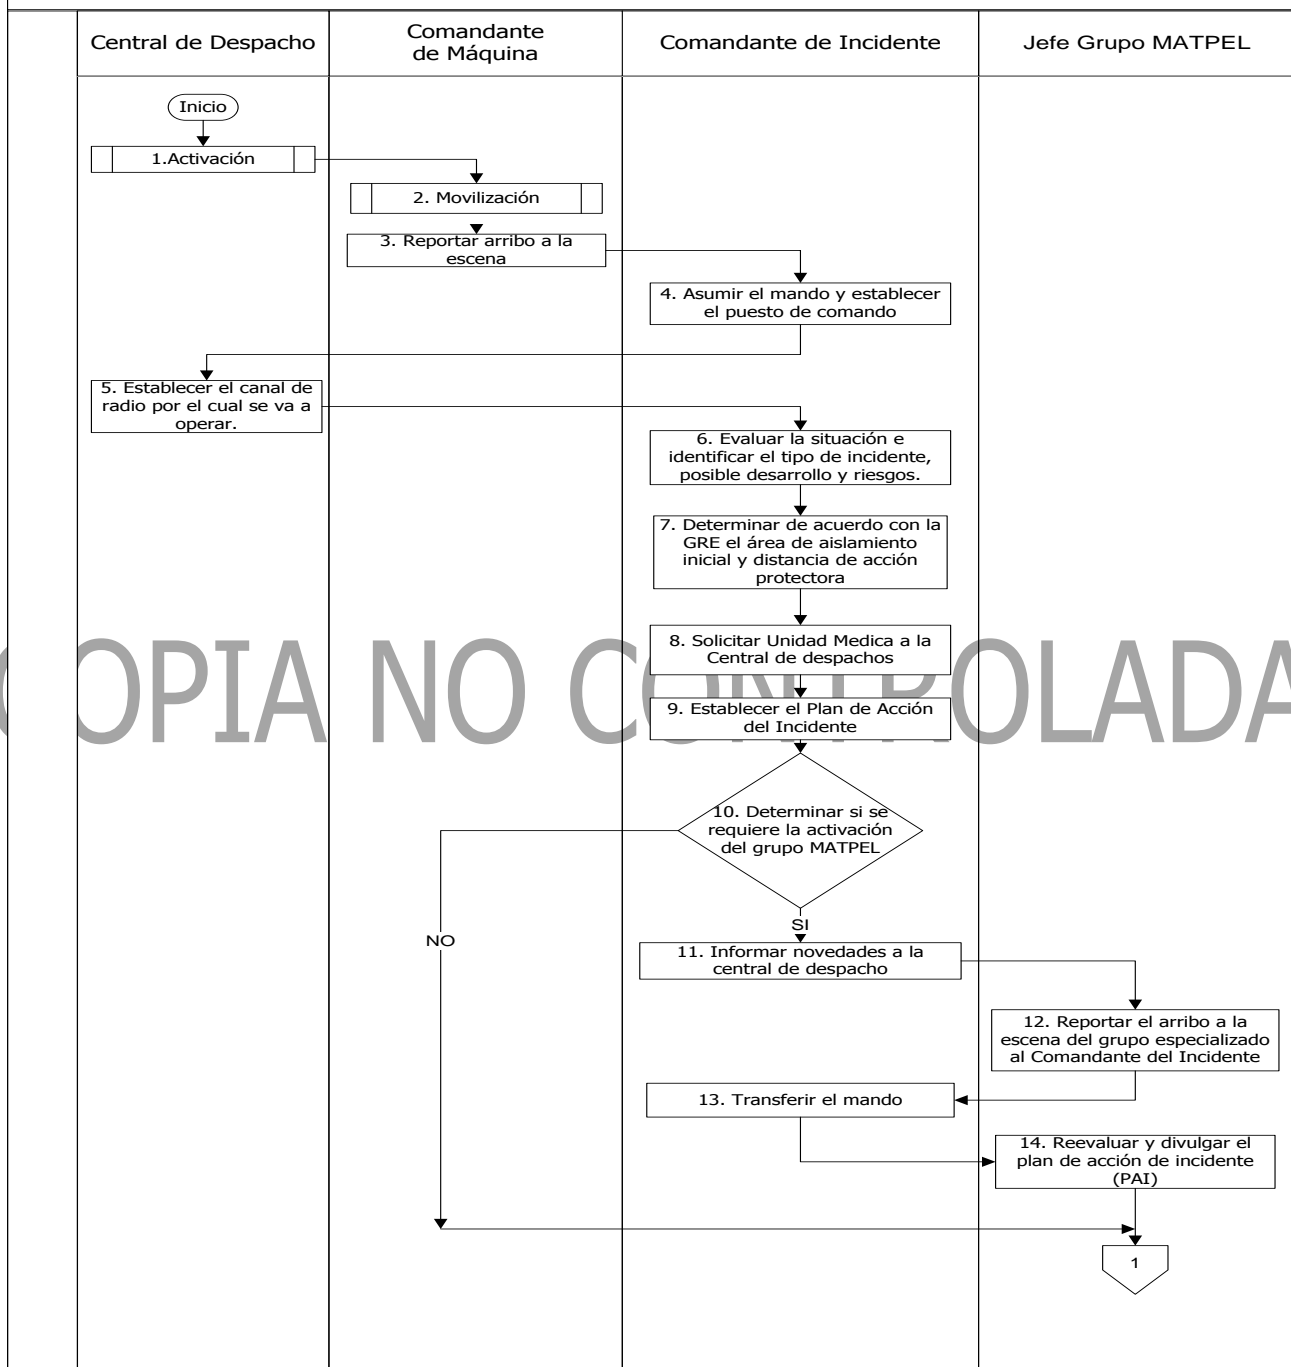 Central de Despacho
Comandante
de Máquina
Comandante de Incidente
Jefe Grupo MATPEL
Inicio
1.Activación
2. Movilización
3. Reportar arribo a la
escena
4. Asumir el mando y establecer
el puesto de comando
5. Establecer el canal de
radio por el cual se va a
operar.
6. Evaluar la situación e
identificar el tipo de incidente,
posible desarrollo y riesgos.
7. Determinar de acuerdo con la
GRE el área de aislamiento
inicial y distancia de acción
protectora
8. Solicitar Unidad Medica a la
Central de despachos
COPIA NO CONTROLADA
9. Establecer el Plan de Acción
del Incidente
10. Determinar si se
requiere la activación
del grupo MATPEL
SI
NO
11. Informar novedades a la
central de despacho
12. Reportar el arribo a la
escena del grupo especializado
al Comandante del Incidente
13. Transferir el mando
14. Reevaluar y divulgar el
plan de acción de incidente
(PAI)
1